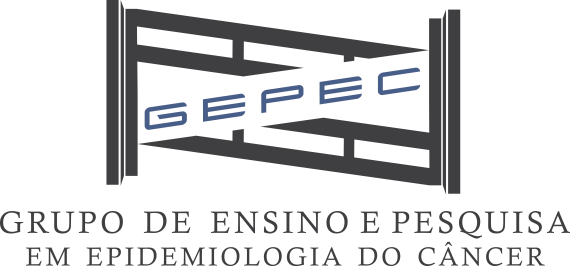 GEPEC
GRUPO DE ENSINO E PESQUISA
EM EPIDEMIOLOGIA DO CÂNCER